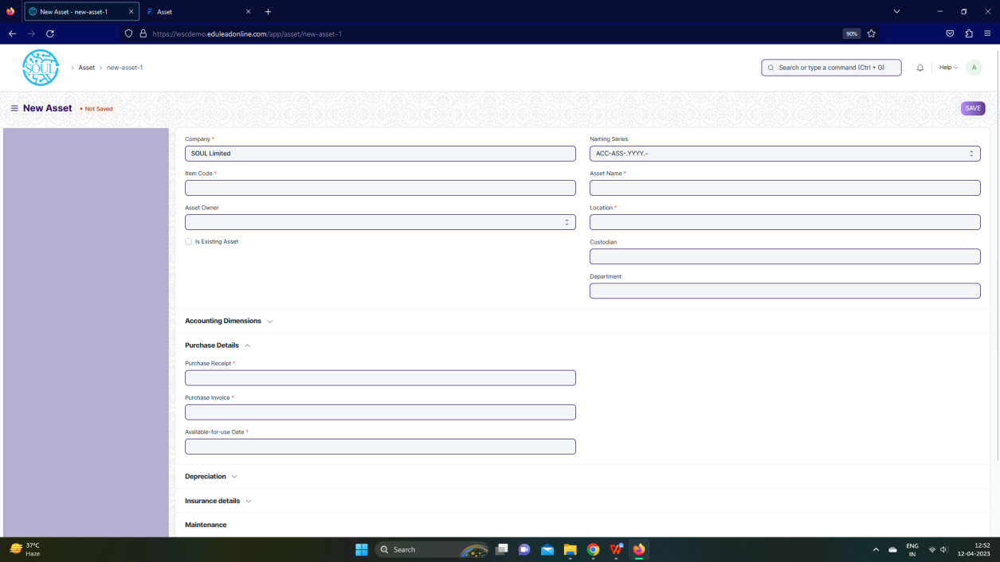 New Asset - new-asset-1
Asset
https://wscdemo.eduleadonline.com/app/asset/new-asset-1
90%
SOUL
Asset
new-asset-1
Search or type a command (Ctrl + G)
Help
A
New Asset
Not Saved
SAVE
Company *
SOUL Limited
Naming Series
ACC-ASS-.YYYY.-
Item Code *
Asset Name *
Asset Owner
Location *
Is Existing Asset
Custodian
Department
Accounting Dimensions
Purchase Details
Purchase Receipt *
Purchase Invoice *
Available-for-use Date *
Depreciation
Insurance details
Maintenance
37°C
Haze
Search
ENG
IN
12:52
12-04-2023